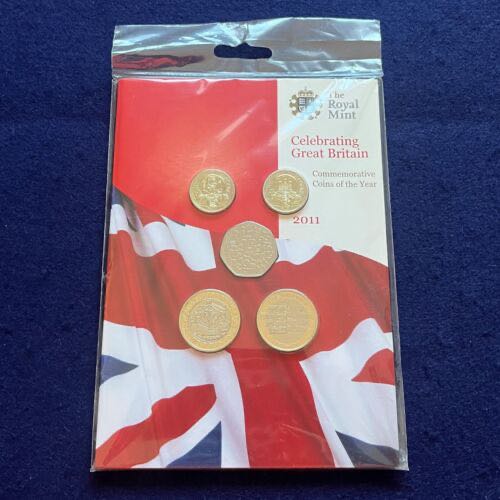 The
Royal
Mint
Celebrating
Great Britain
Commemorative
Coins of the Year
2011